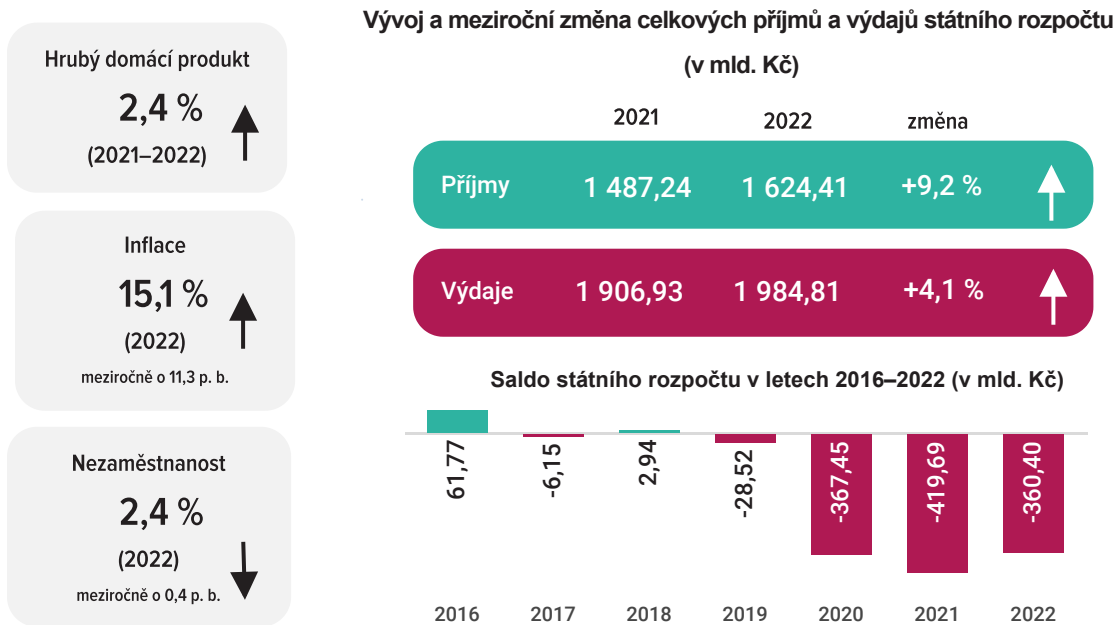 Hrubý domácí produkt
2,4 %
(2021–2022)
Inflace
15,1 %
(2022)
meziročně o 11,3 p. b.
Nezaměstnanost
2,4 %
(2022)
meziročně o 0,4 p. b.
Vývoj a meziroční změna celkových příjmů a výdajů státního rozpočtu
(v mld. Kč)
2021 2022 změna
Příjmy 1 487,24 1 624,41 +9,2 %
Výdaje 1 906,93 1 984,81 +4,1 %
Saldo státního rozpočtu v letech 2016–2022 (v mld. Kč)
61,77 -6,15 2,94 -28,52 -367,45 -419,69 -360,40
2016 2017 2018 2019 2020 2021 2022